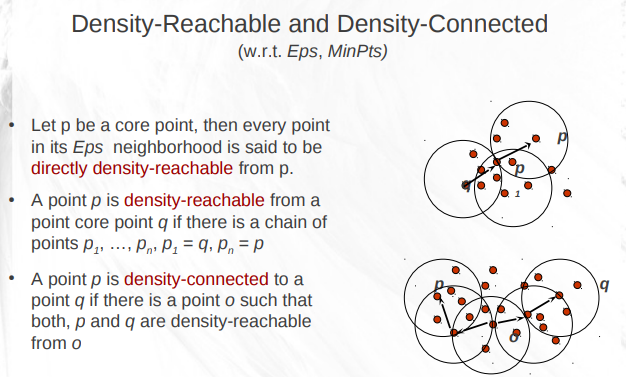 Density-Reachable and Density-Connected
(w.r.t. Eps, MinPts)
• Let p be a core point, then every point
in its Eps neighborhood is said to be
directly density-reachable from p.
• A point p is density-reachable from a
point core point q if there is a chain of
points p1, …, pn, p1 = q, pn = p
• A point p is density-connected to a
point q if there is a point o such that
both, p and q are density-reachable
from o
p
q
p
1
p
q
o